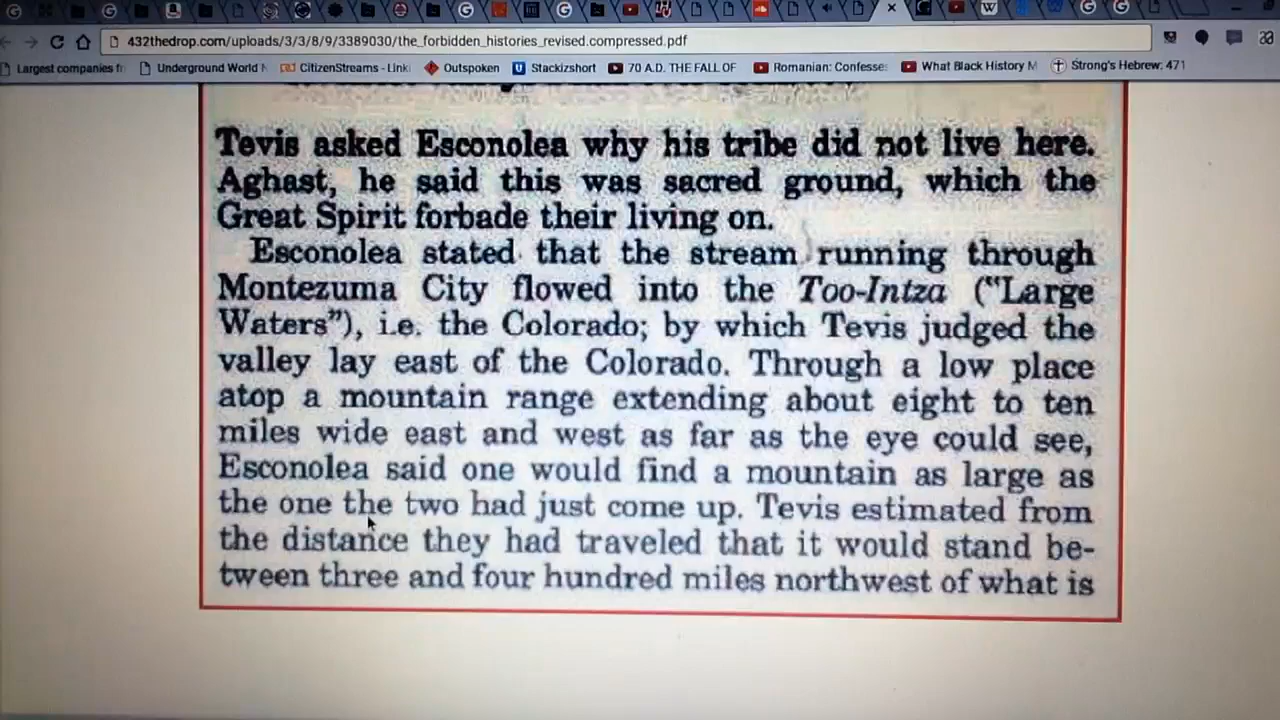 432thedrop.com/uploads/3/3/8/9/3389030/the_forbidden_histories_revised.compressed.pdf
Largest companies Underground World CitizenStreams - Link Outspoken Stackizshort 70 A.D. THE FALL OF Romanian: Confesse What Black History M Strong's Hebrew: 471
Tevis asked Esconolea why his tribe did not live here.
Aghast, he said this was sacred ground, which the
Great Spirit forbade their living on.
Esconolea stated that the stream running through
Montezuma City flowed into the Too-Intza ("Large
Waters"), i.e. the Colorado; by which Tevis judged the
valley lay east of the Colorado. Through a low place
atop a mountain range extending about eight to ten
miles wide east and west as far as the eye could see,
Esconolea said one would find a mountain as large as
the one the two had just come up. Tevis estimated from
the distance they had traveled that it would stand be-
tween three and four hundred miles northwest of what is